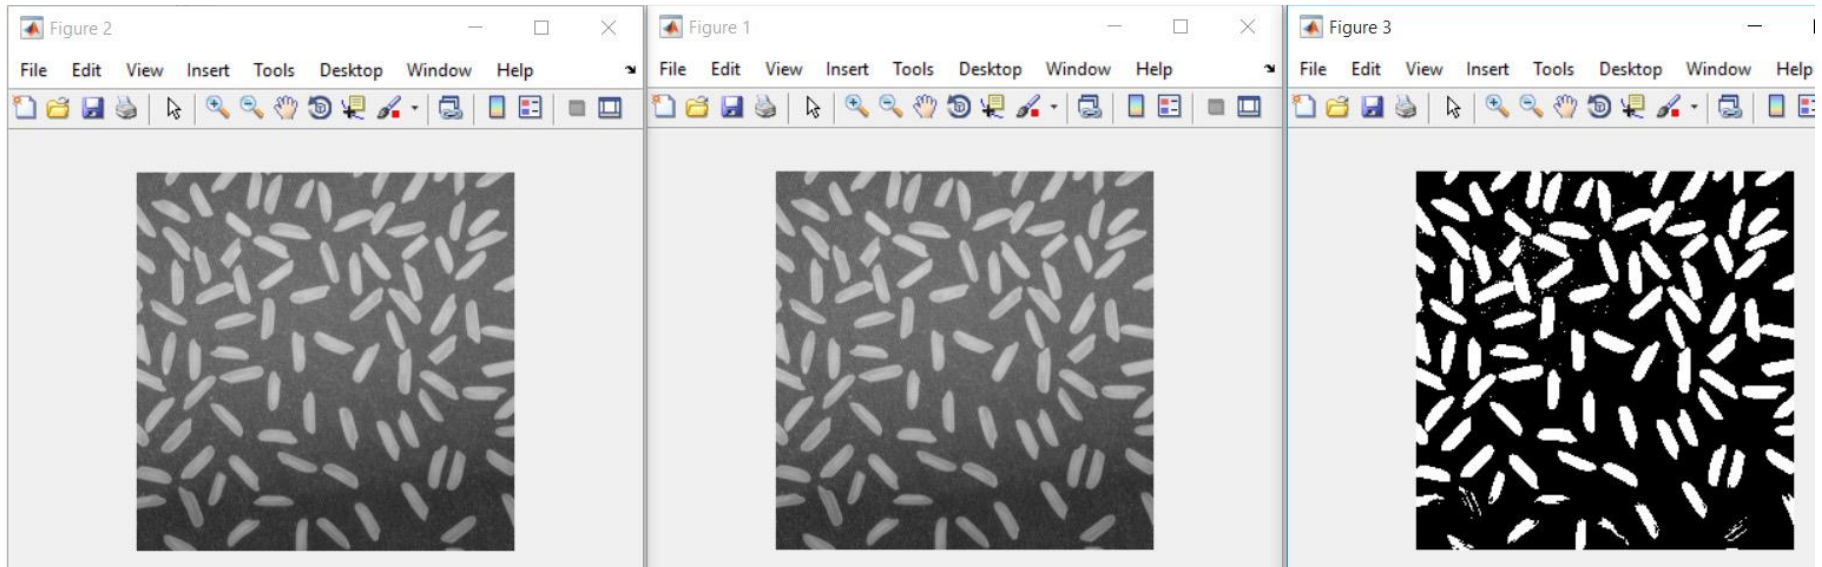 Figure 2
File Edit View Insert Tools Desktop Window Help
Figure 1
File Edit View Insert Tools Desktop Window Help
Figure 3
File Edit View Insert Tools Desktop Window Help